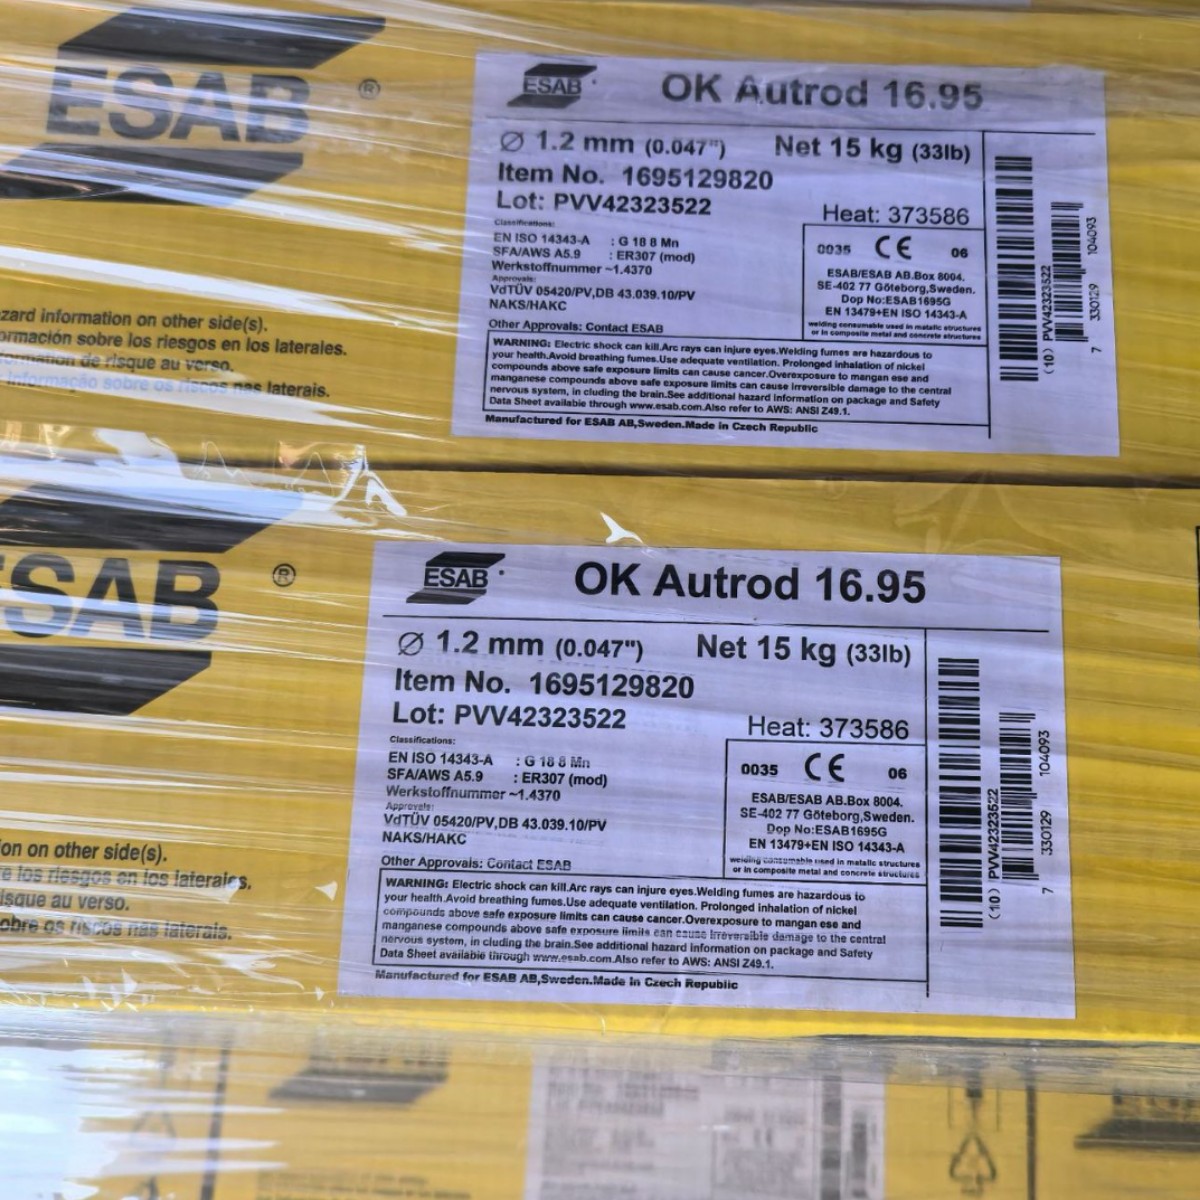 ESAB ®
zard information on other side(s).
ormación sobre los riesgos en los laterales.
formation de risque au verso.
Informação sobre os riscos nas laterais.
ESAB
OK Autrod 16.95
Ø 1.2 mm (0.047") Net 15 kg (33lb)
Item No. 1695129820
Lot: PVV42323522
Heat: 373586
Classifications:
EN ISO 14343-A : G 18 8 Mn
SFA/AWS A5.9 : ER307 (mod)
Werkstoffnummer ~1.4370
Approvals:
VdTÜV 05420/PV,DB 43.039.10/PV
NAKS/HAKC
Other Approvals: Contact ESAB
0035 CE 06
ESAB/ESAB AB.Box 8004.
SE-402 77 Göteborg,Sweden.
Dop No:ESAB1695G
EN 13479+EN ISO 14343-A
welding consumable used in metalic structures
or in composite metal and concrete structures
WARNING: Electric shock can kill.Arc rays can injure eyes.Welding fumes are hazardous to
your health.Avoid breathing fumes.Use adequate ventilation. Prolonged inhalation of nickel
compounds above safe exposure limits can cause cancer.Overexposure to mangan ese and
manganese compounds above safe exposure limits can cause irreversible damage to the central
nervous system, in cluding the brain.See additional hazard information on package and Safety
Data Sheet available through www.esab.com.Also refer to AWS: ANSI Z49.1.
Manufactured for ESAB AB,Sweden.Made in Czech Republic
(10) PVV42323522
7 330129 104093
ESAB ®
on on other side(s).
re los riesgos en los laterales.
isque au verso.
obre os riscos nas laterais.
ESAB
OK Autrod 16.95
Ø 1.2 mm (0.047") Net 15 kg (33lb)
Item No. 1695129820
Lot: PVV42323522
Heat: 373586
Classifications:
EN ISO 14343-A : G 18 8 Mn
SFA/AWS A5.9 : ER307 (mod)
Werkstoffnummer ~1.4370
Approvals:
VdTÜV 05420/PV,DB 43.039.10/PV
NAKS/HAKC
Other Approvals: Contact ESAB
0035 CE 06
ESAB/ESAB AB.Box 8004.
SE-402 77 Göteborg,Sweden.
Dop No:ESAB1695G
EN 13479+EN ISO 14343-A
welding consumable used in metalic structures
or in composite metal and concrete structures
WARNING: Electric shock can kill.Arc rays can injure eyes.Welding fumes are hazardous to
your health.Avoid breathing fumes.Use adequate ventilation. Prolonged inhalation of nickel
compounds above safe exposure limits can cause cancer.Overexposure to mangan ese and
manganese compounds above safe exposure limits can cause irreversible damage to the central
nervous system, in cluding the brain.See additional hazard information on package and Safety
Data Sheet available through www.esab.com.Also refer to AWS: ANSI Z49.1.
Manufactured for ESAB AB,Sweden.Made in Czech Republic
(10) PVV42323522
7 330129 104093